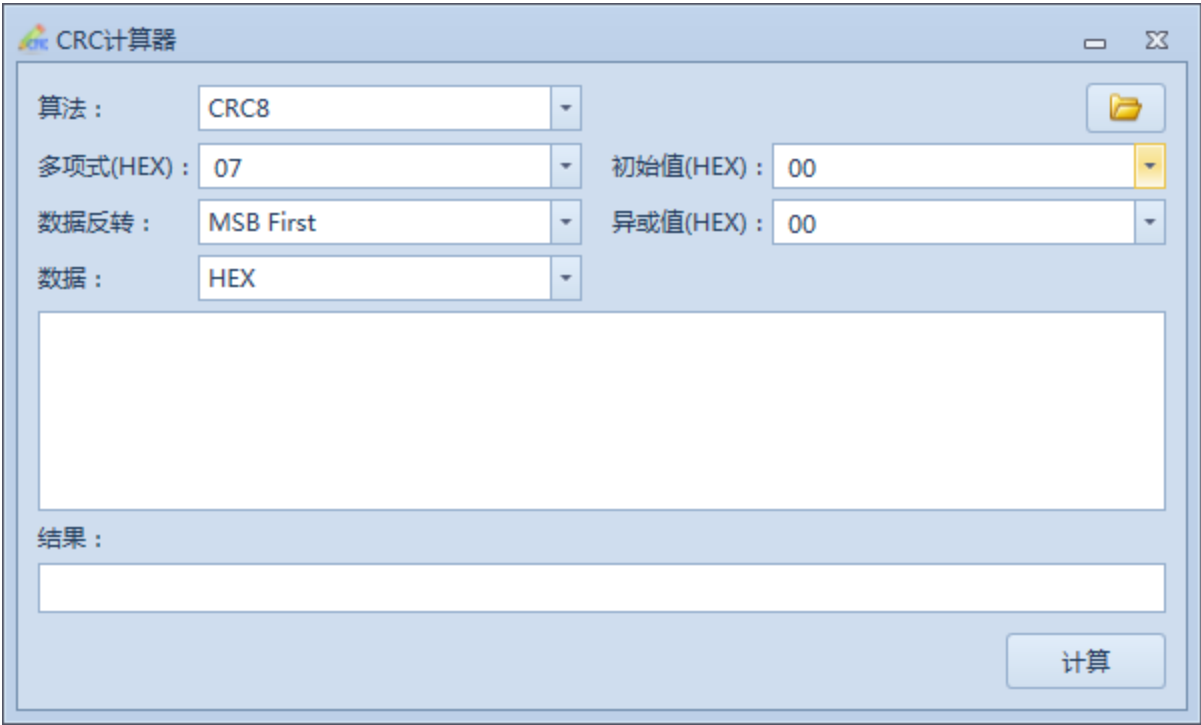 CRC计算器
算法： CRC8
多项式(HEX)： 07 初始值(HEX)： 00
数据反转： MSB First 异或值(HEX)： 00
数据： HEX
结果：
计算